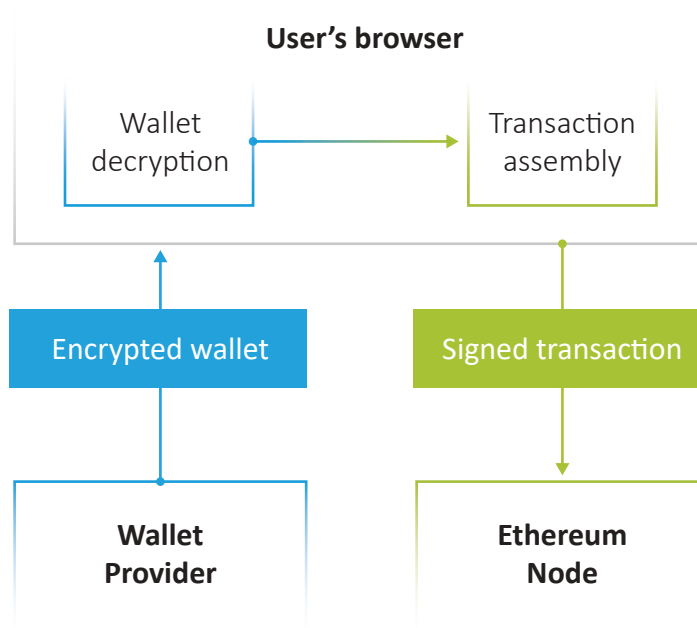 User's browser
Wallet
decryption
Transaction
assembly
Encrypted wallet
Signed transaction
Wallet
Provider
Ethereum
Node